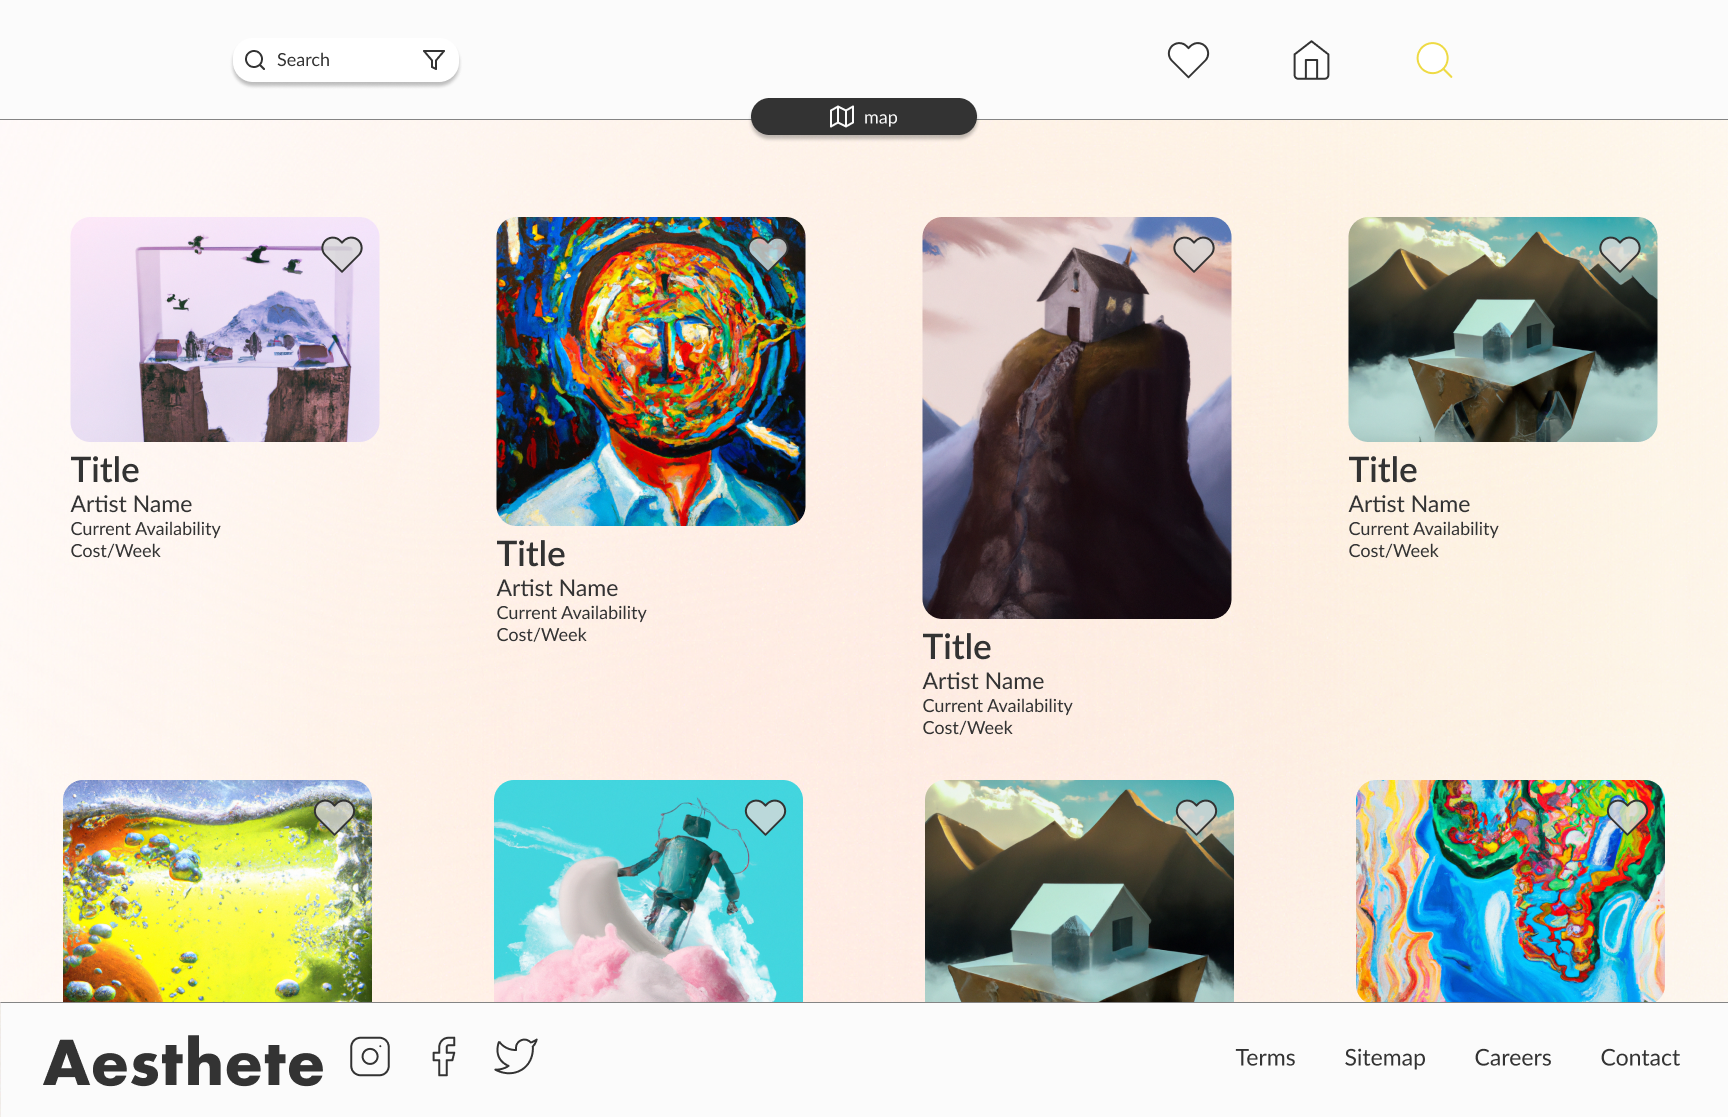 Search
map
Title
Artist Name
Current Availability
Cost/Week
Title
Artist Name
Current Availability
Cost/Week
Title
Artist Name
Current Availability
Cost/Week
Title
Artist Name
Current Availability
Cost/Week
Aesthete
Terms
Sitemap
Careers
Contact